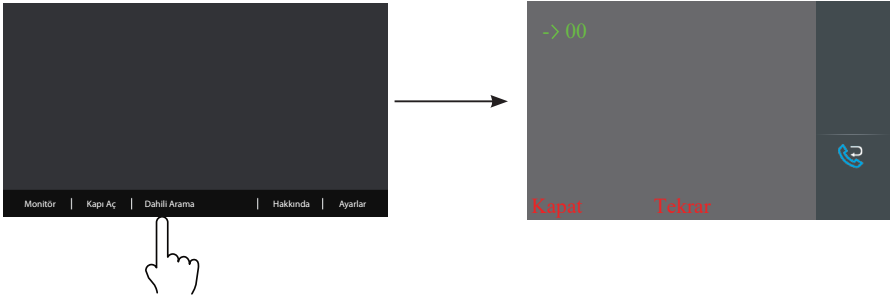 -> 00
Monitör | Kapı Aç | Dahili Arama | Hakkında | Ayarlar
Kapat Tekrar